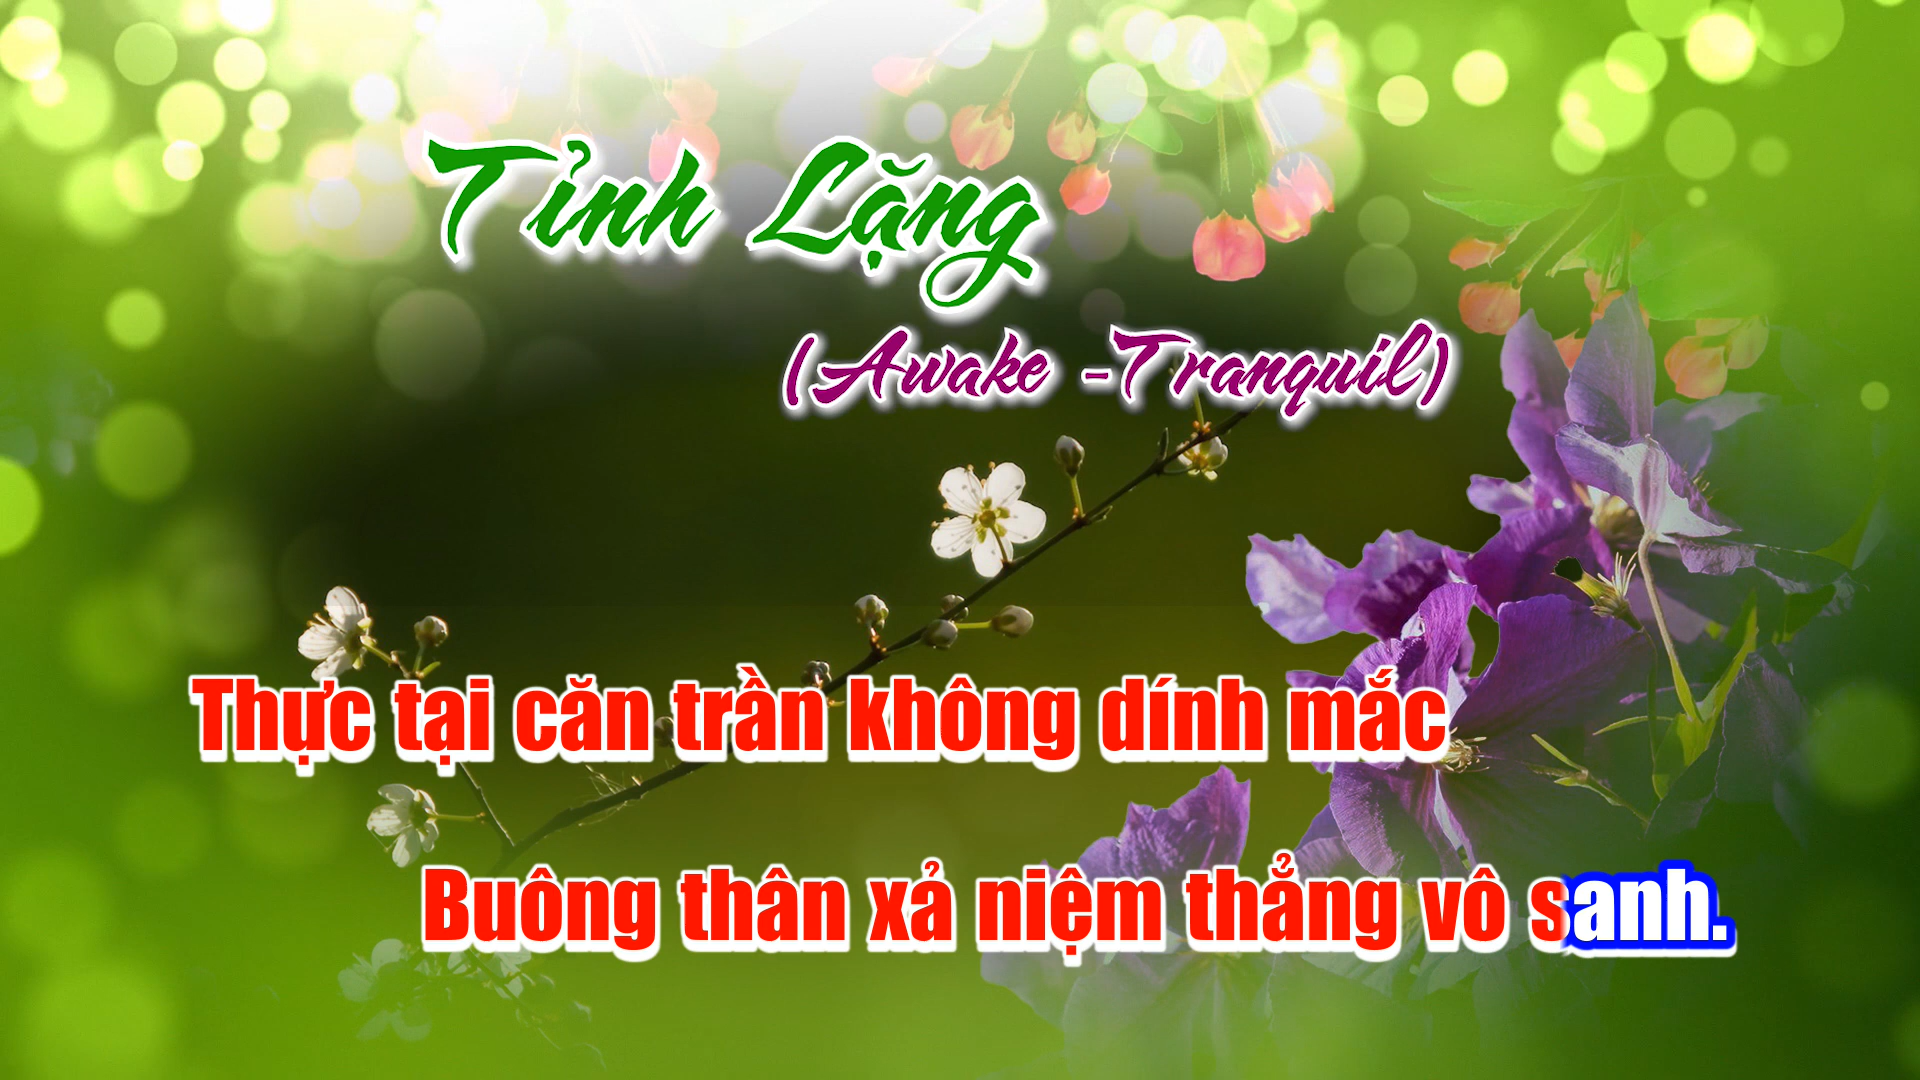 Tỉnh Lặng
(Awake -Tranquil)
Thực tại căn trần không dính mắc
Buông thân xả niệm thẳng vô sanh.